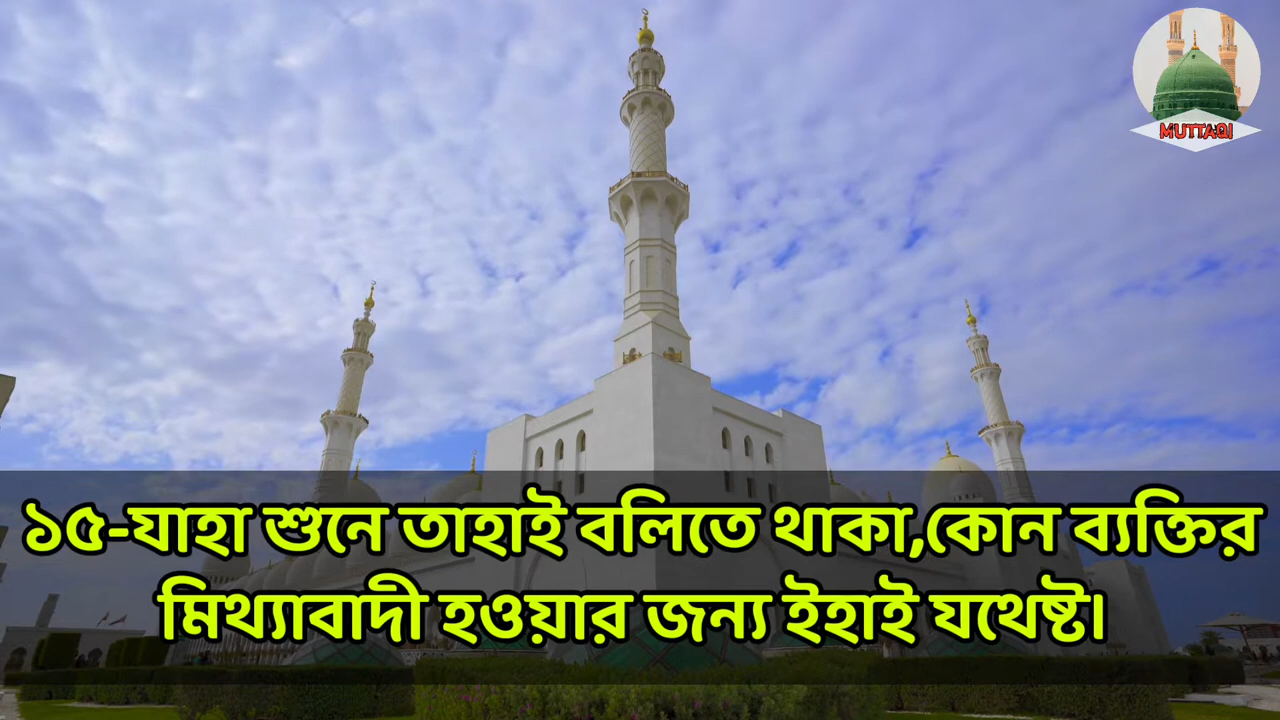 MUTTAQI
১৫-যাহা শুনে তাহাই বলিতে থাকা,কোন ব্যক্তির
মিথ্যাবাদী হওয়ার জন্য ইহাই যথেষ্ট।